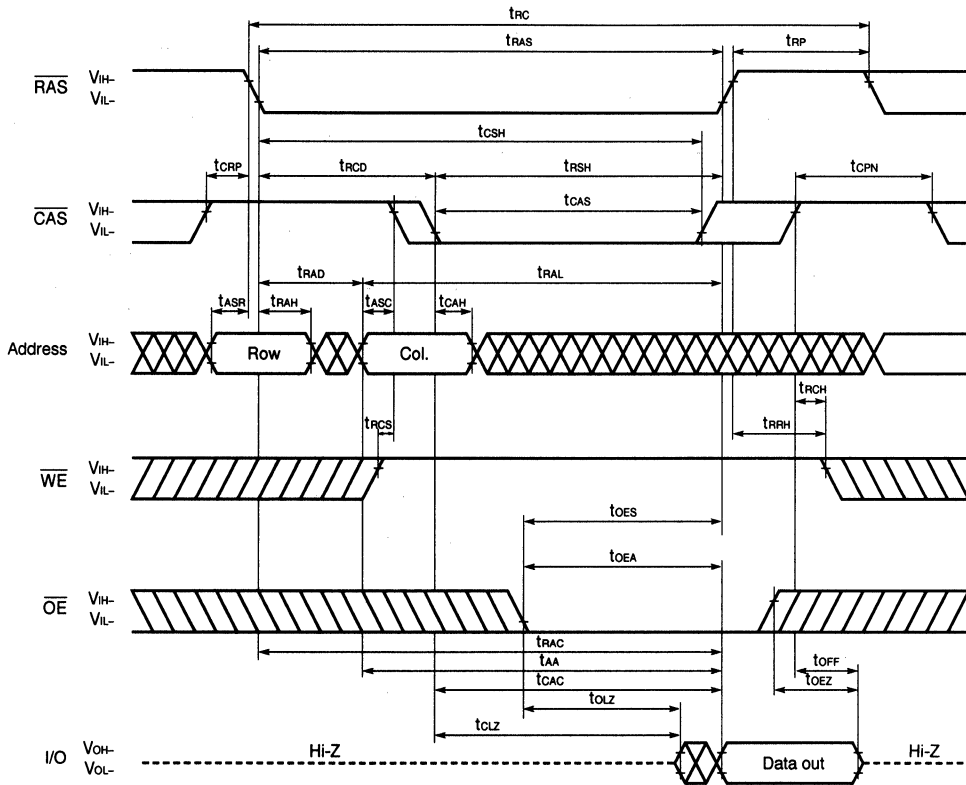 tRC
tRAS tRP
RAS VIH–
VIL–
tCSH
tCRP tRCD tRSH tCPN
CAS VIH–
VIL–
tCAS
tRAD tRAL
tASR tRAH tASC tCAH
Address VIH–
VIL–
Row Col.
tRCH
tRCS tRRH
WE VIH–
VIL–
tOES
tOEA
OE VIH–
VIL–
tRAC
tAA tOFF
tCAC tOEZ
tOLZ
tCLZ
I/O VOH–
VOL–
Hi-Z Data out Hi-Z